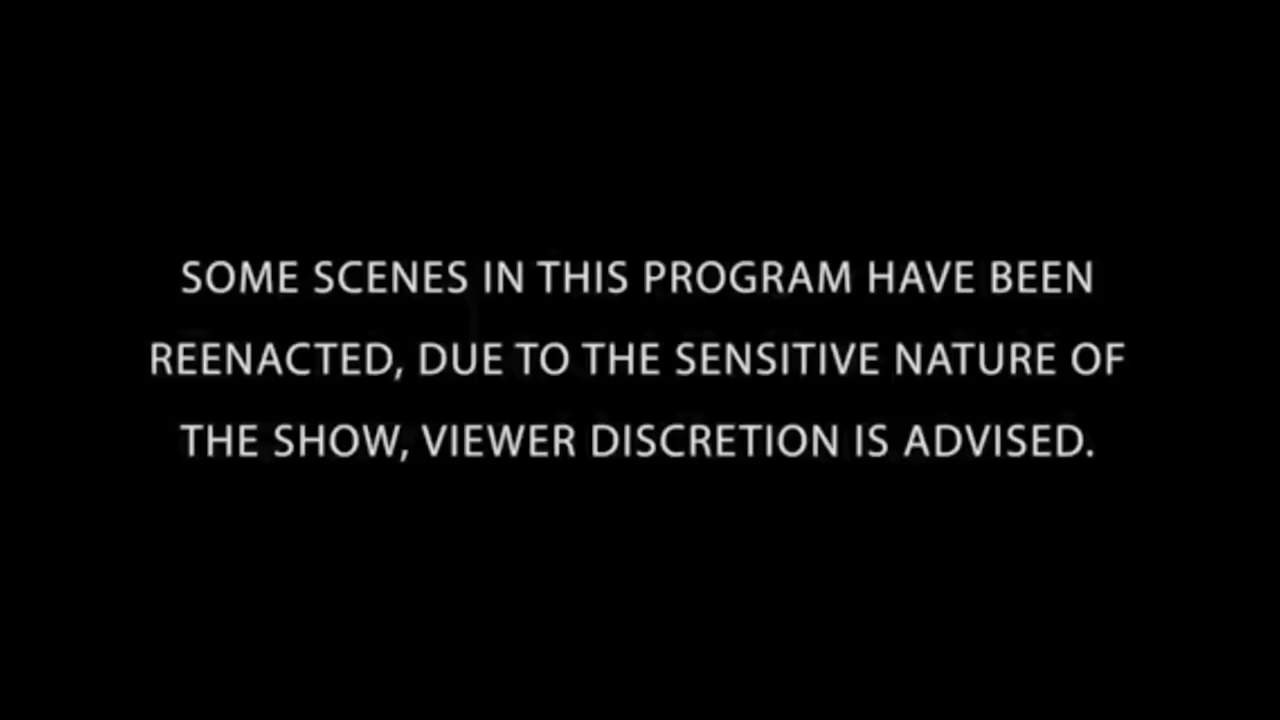 SOME SCENES IN THIS PROGRAM HAVE BEEN
REENACTED, DUE TO THE SENSITIVE NATURE OF
THE SHOW, VIEWER DISCRETION IS ADVISED.